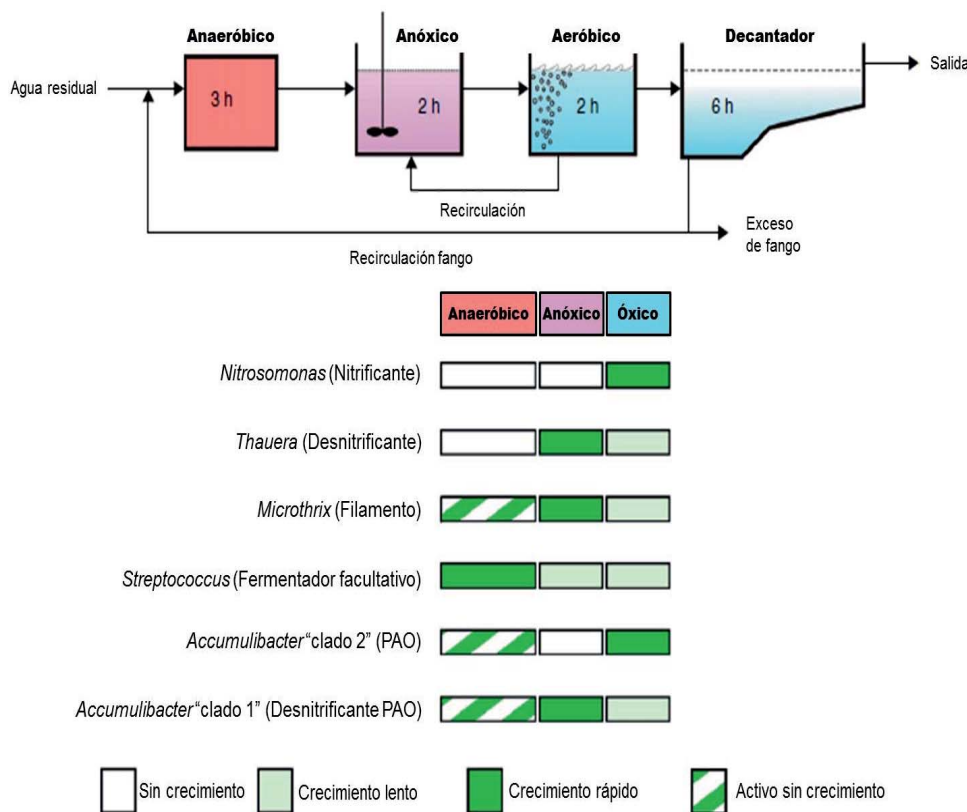 Anaeróbico
Anóxico
Aeróbico
Decantador
Agua residual
3 h
2 h
2 h
6 h
Salida
Recirculación
Exceso
de fango
Recirculación fango
Anaeróbico
Anóxico
Óxico
Nitrosomonas (Nitrificante)
Thauera (Desnitrificante)
Microthrix (Filamento)
Streptococcus (Fermentador facultativo)
Accumulibacter “clado 2” (PAO)
Accumulibacter “clado 1” (Desnitrificante PAO)
Sin crecimiento
Crecimiento lento
Crecimiento rápido
Activo sin crecimiento